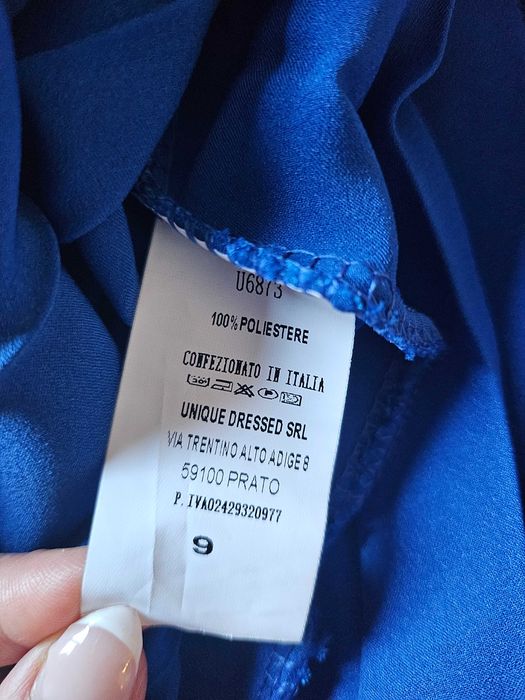 U6873
100% POLIESTERE
CONFEZIONATO IN ITALIA
UNIQUE DRESSED SRL
VIA TRENTINO ALTO ADIGE 8
59100 PRATO
P. IVA02429320977
9